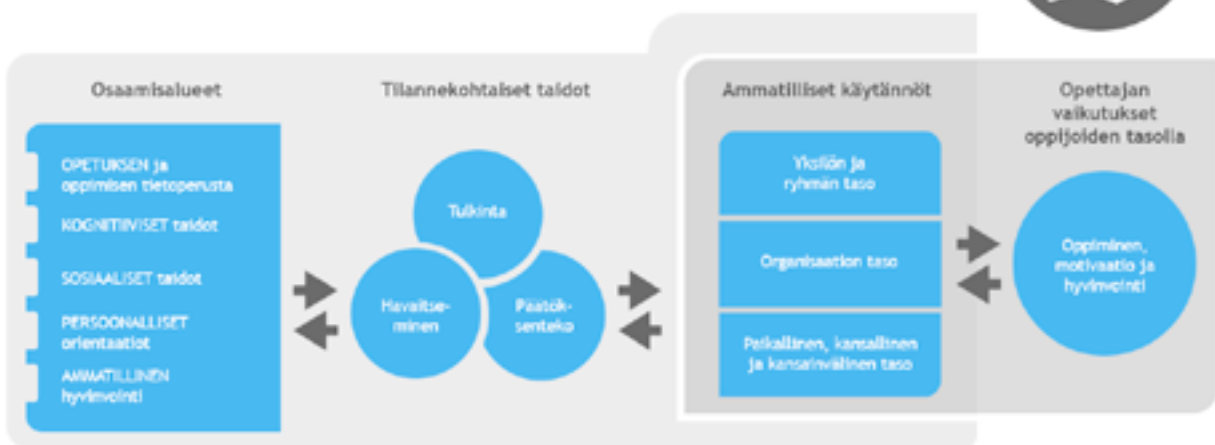 Osaamisalueet
OPETUKSEN ja
oppimisen tietoperusta
KOGNITIIVISET taidot
SOSIAALISET taidot
PERSOONALLISET
orientaatiot
AMMATILLINEN
hyvinvointi
Tilannekohtaiset taidot
Tulkinta
Havaitse-
minen
Päätök-
senteko
Ammatilliset käytännöt
Yksilön ja
ryhmän taso
Organisaation taso
Paikallinen, kansallinen
ja kansainvälinen taso
Opettajan
vaikutukset
oppijoiden tasolla
Oppiminen,
motivaatio ja
hyvinvointi